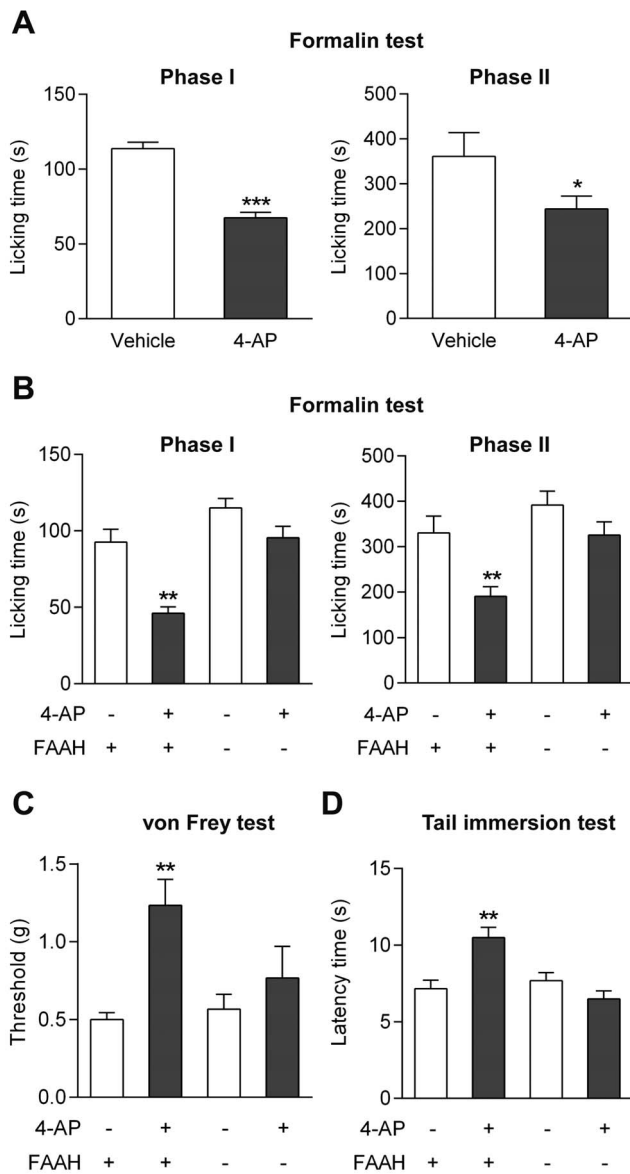 A
Formalin test
Phase I
Phase II
Licking time (s)
150
100
50
0
***
Vehicle
4-AP
Licking time (s)
500
400
300
200
100
0
*
Vehicle
4-AP
B
Formalin test
Phase I
Phase II
Licking time (s)
150
100
50
0
**
4-AP - + - +
FAAH + + - -
Licking time (s)
500
400
300
200
100
0
**
4-AP - + - +
FAAH + + - -
C
von Frey test
Threshold (g)
1.5
1.0
0.5
0.0
**
4-AP - + - +
FAAH + + - -
D
Tail immersion test
Latency time (s)
15
10
5
0
**
4-AP - + - +
FAAH + + - -